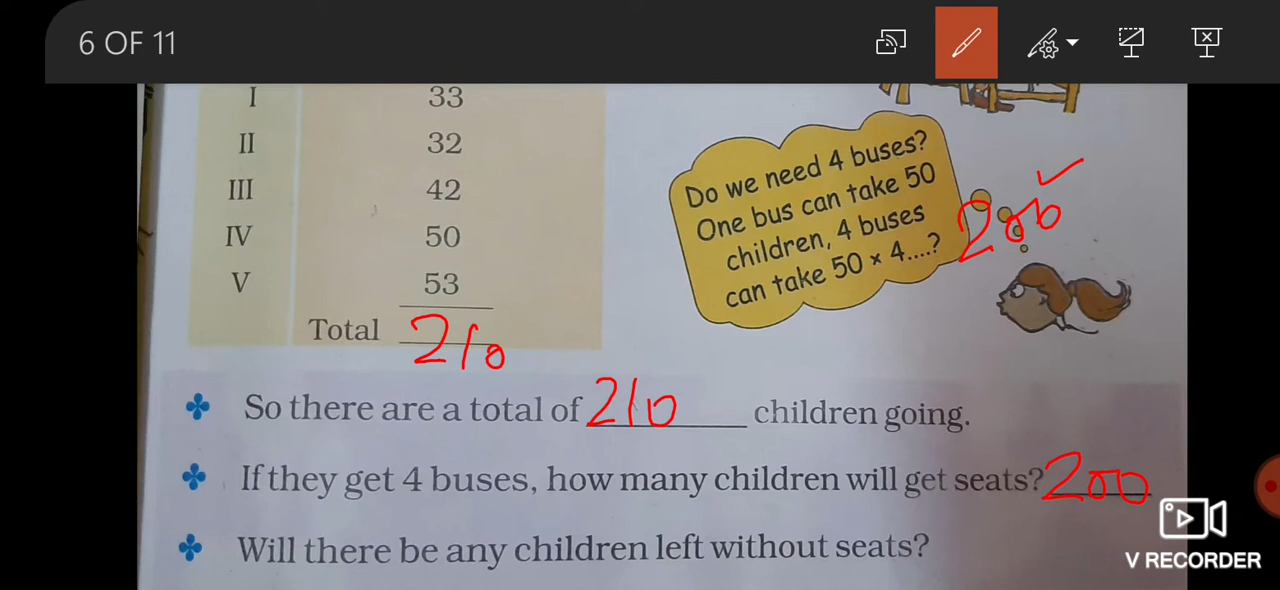 6 OF 11
I 33
II 32
III 42
IV 50
V 53
Total 210
Do we need 4 buses?
One bus can take 50
children, 4 buses
can take 50 × 4....?
200
So there are a total of 210 children going.
If they get 4 buses, how many children will get seats? 200
Will there be any children left without seats?
V RECORDER